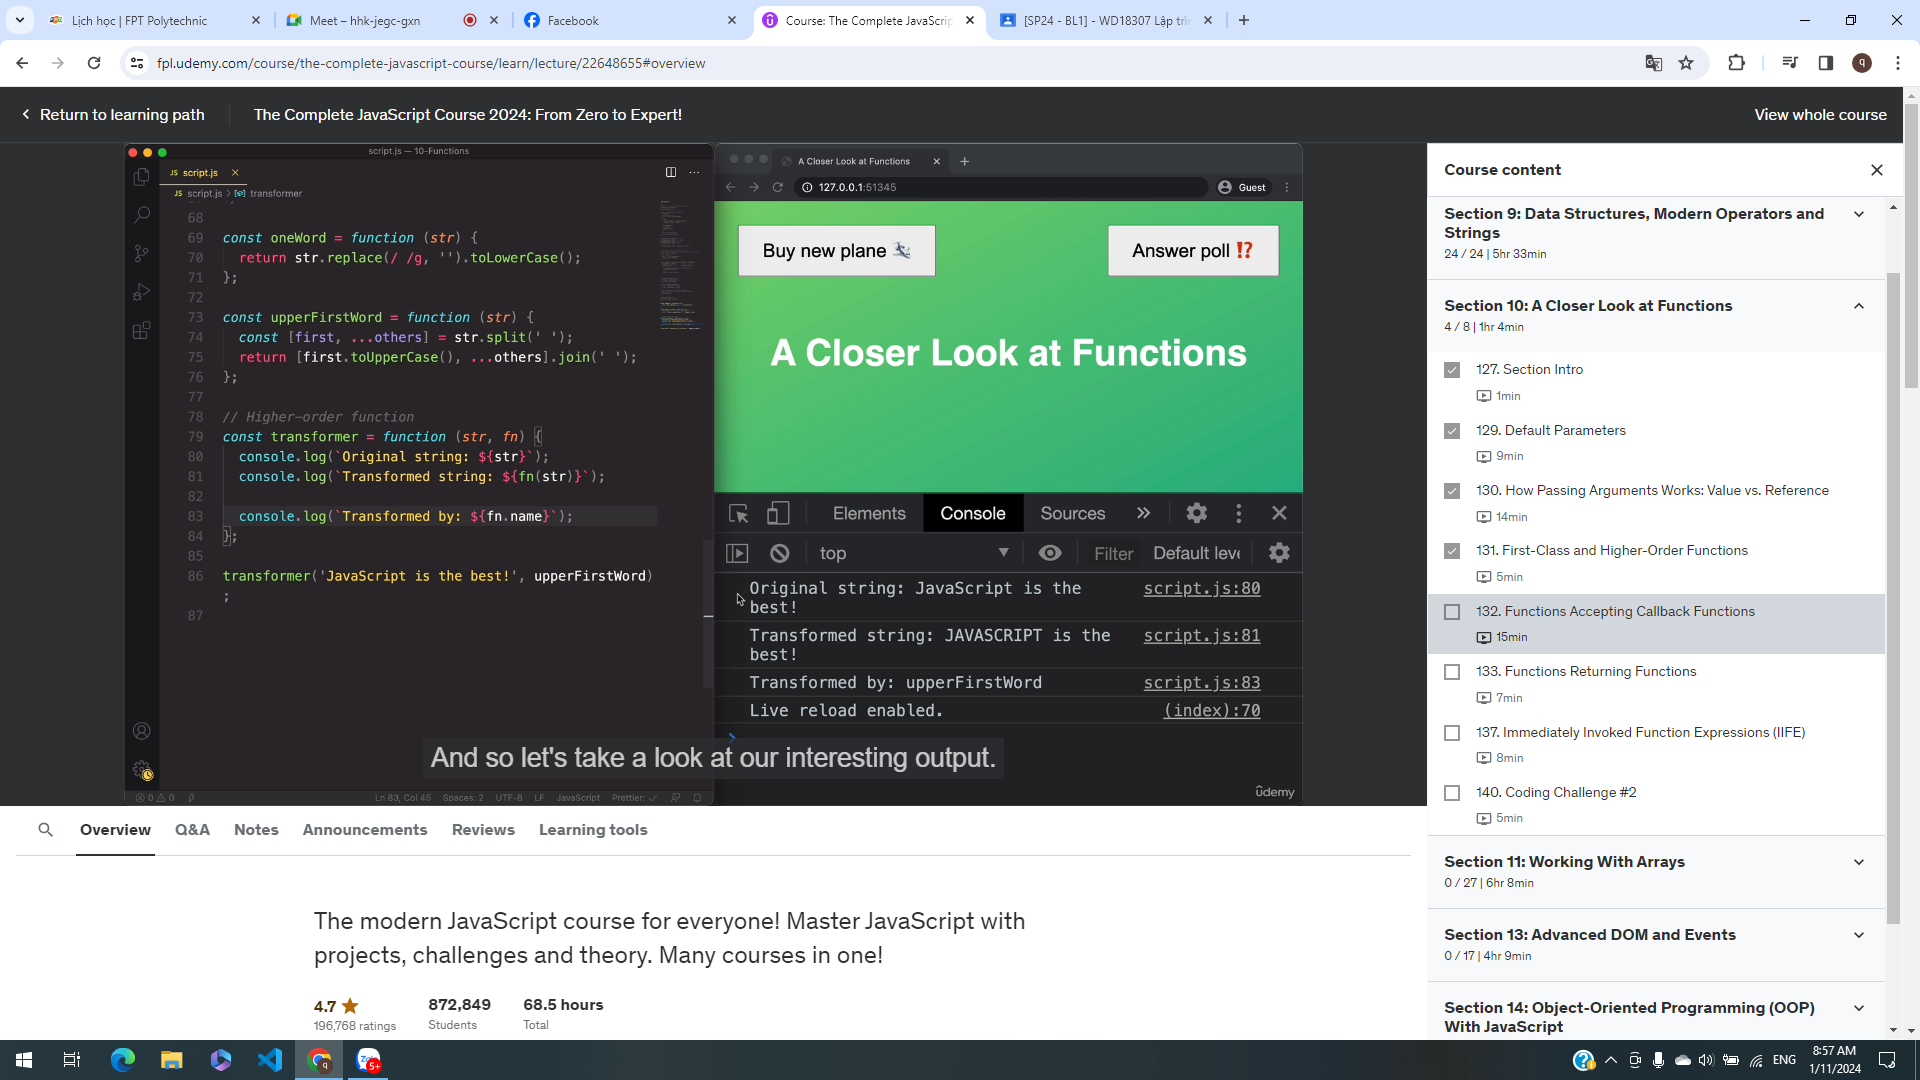 Lịch học | FPT Polytechnic
Meet – hhk-jegc-gxn
Facebook
Course: The Complete JavaScrip
[SP24 - BL1] - WD18307 Lập trì
fpl.udemy.com/course/the-complete-javascript-course/learn/lecture/22648655#overview
q
Return to learning path
The Complete JavaScript Course 2024: From Zero to Expert!
View whole course
script.js — 10-Functions
JS script.js
JS script.js > transformer
68
69 const oneWord = function (str) {
70 return str.replace(/ /g, '').toLowerCase();
71 };
72
73 const upperFirstWord = function (str) {
74 const [first, ...others] = str.split(' ');
75 return [first.toUpperCase(), ...others].join(' ');
76 };
77
78 // Higher-order function
79 const transformer = function (str, fn) {
80 console.log(`Original string: ${str}`);
81 console.log(`Transformed string: ${fn(str)}`);
82
83 console.log(`Transformed by: ${fn.name}`);
84 };
85
86 transformer('JavaScript is the best!', upperFirstWord)
;
87
Ln 83, Col 45 Spaces: 2 UTF-8 LF JavaScript Prettier: ✓
A Closer Look at Functions
127.0.0.1:51345
Guest
Buy new plane 🛩
Answer poll ⁉️
A Closer Look at Functions
Elements Console Sources »
top Filter Default leve
Original string: JavaScript is the script.js:80
best!
Transformed string: JAVASCRIPT is the script.js:81
best!
Transformed by: upperFirstWord script.js:83
Live reload enabled. (index):70
And so let's take a look at our interesting output.
ûdemy
Course content
Section 9: Data Structures, Modern Operators and
Strings
24 / 24 | 5hr 33min
Section 10: A Closer Look at Functions
4 / 8 | 1hr 4min
127. Section Intro
1min
129. Default Parameters
9min
130. How Passing Arguments Works: Value vs. Reference
14min
131. First-Class and Higher-Order Functions
5min
132. Functions Accepting Callback Functions
15min
133. Functions Returning Functions
7min
137. Immediately Invoked Function Expressions (IIFE)
8min
140. Coding Challenge #2
5min
Section 11: Working With Arrays
0 / 27 | 6hr 8min
Section 13: Advanced DOM and Events
0 / 17 | 4hr 9min
Section 14: Object-Oriented Programming (OOP)
With JavaScript
Overview Q&A Notes Announcements Reviews Learning tools
The modern JavaScript course for everyone! Master JavaScript with
projects, challenges and theory. Many courses in one!
4.7 872,849 68.5 hours
196,768 ratings Students Total
5+
ENG
8:57 AM
1/11/2024